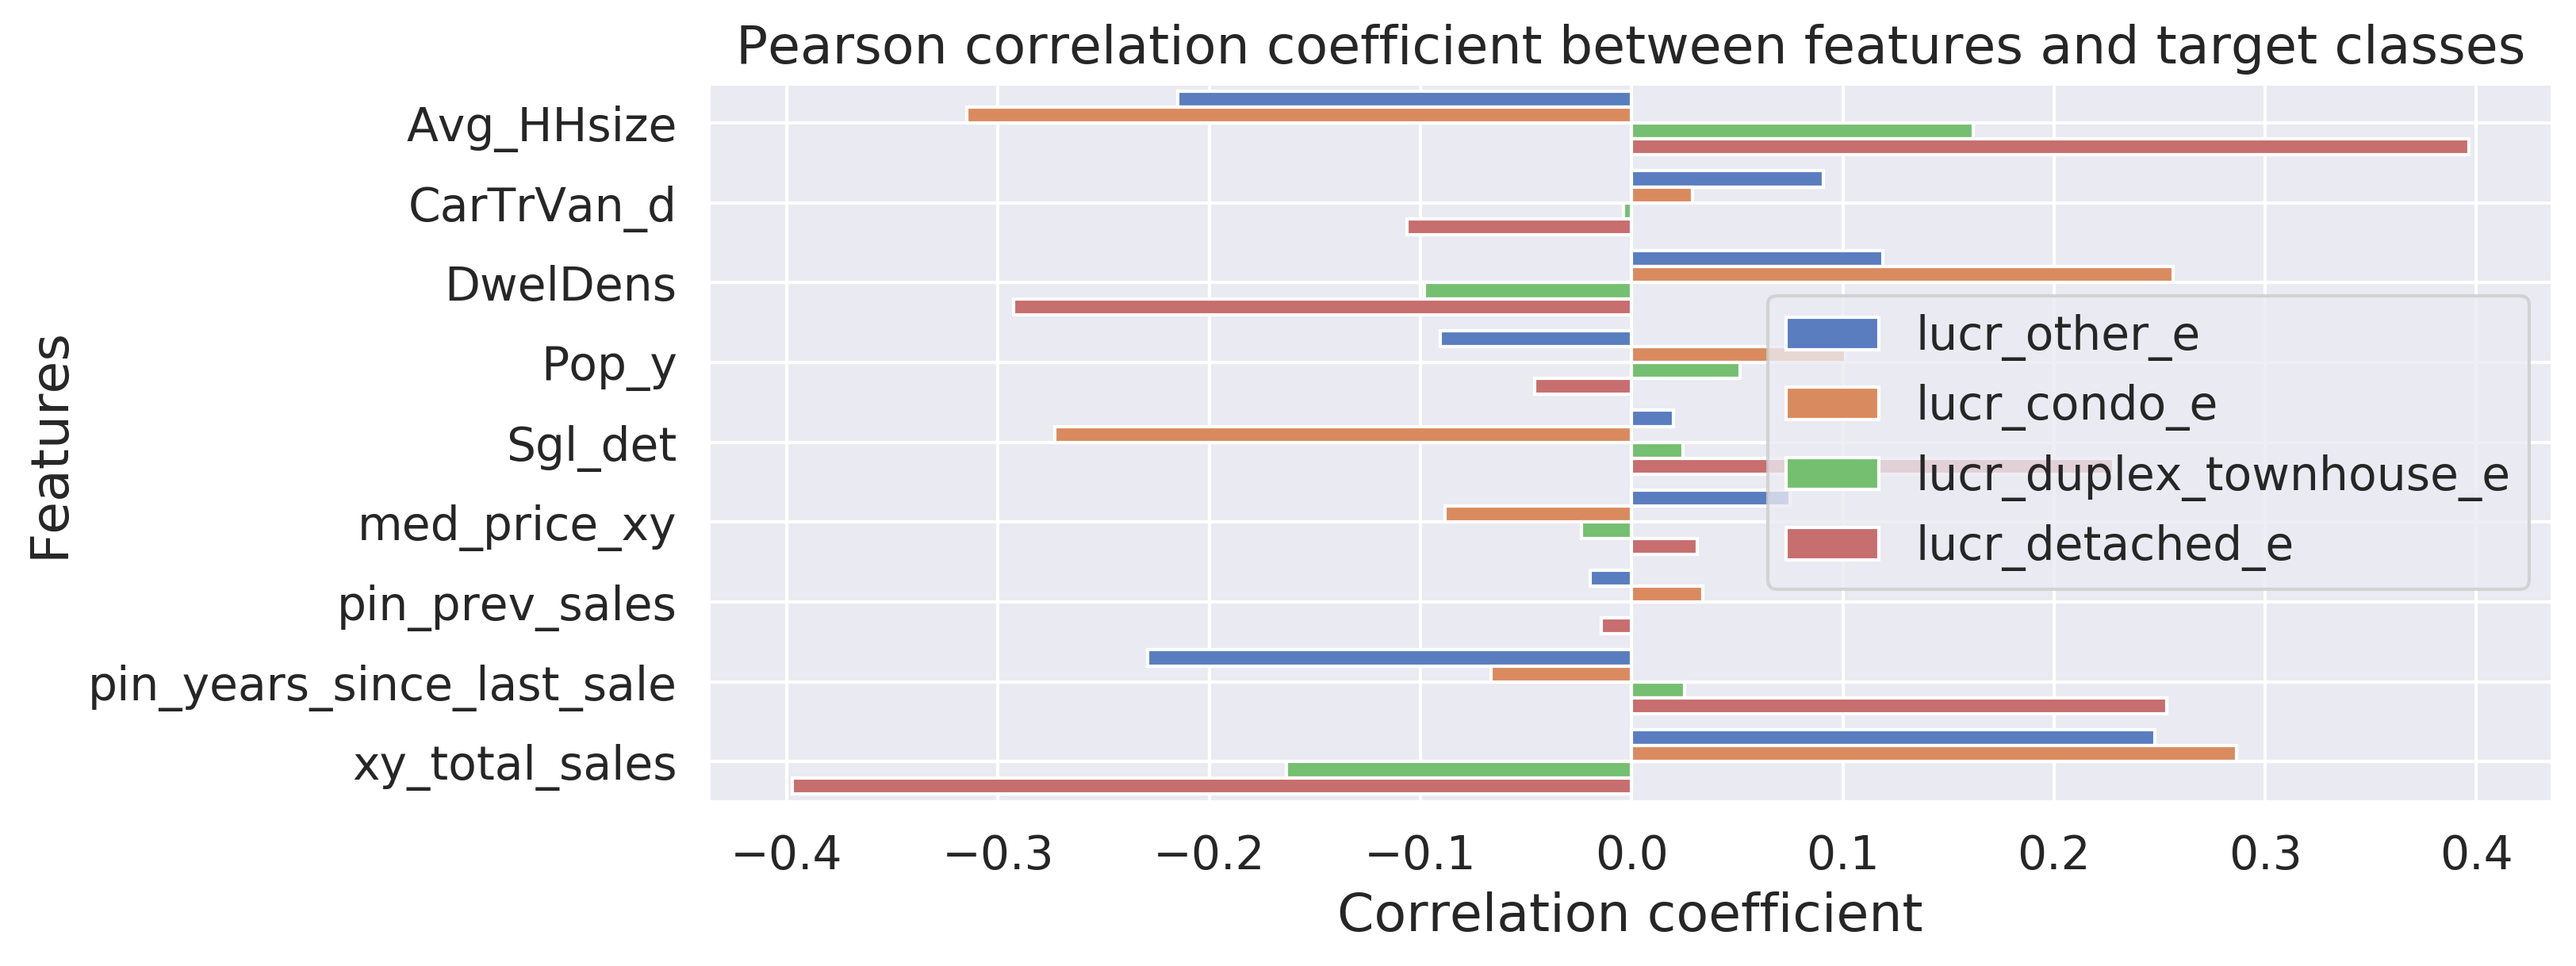 Pearson correlation coefficient between features and target classes
Features
Avg_HHsize
CarTrVan_d
DwelDens
Pop_y
Sgl_det
med_price_xy
pin_prev_sales
pin_years_since_last_sale
xy_total_sales
lucr_other_e
lucr_condo_e
lucr_duplex_townhouse_e
lucr_detached_e
−0.4 −0.3 −0.2 −0.1 0.0 0.1 0.2 0.3 0.4
Correlation coefficient